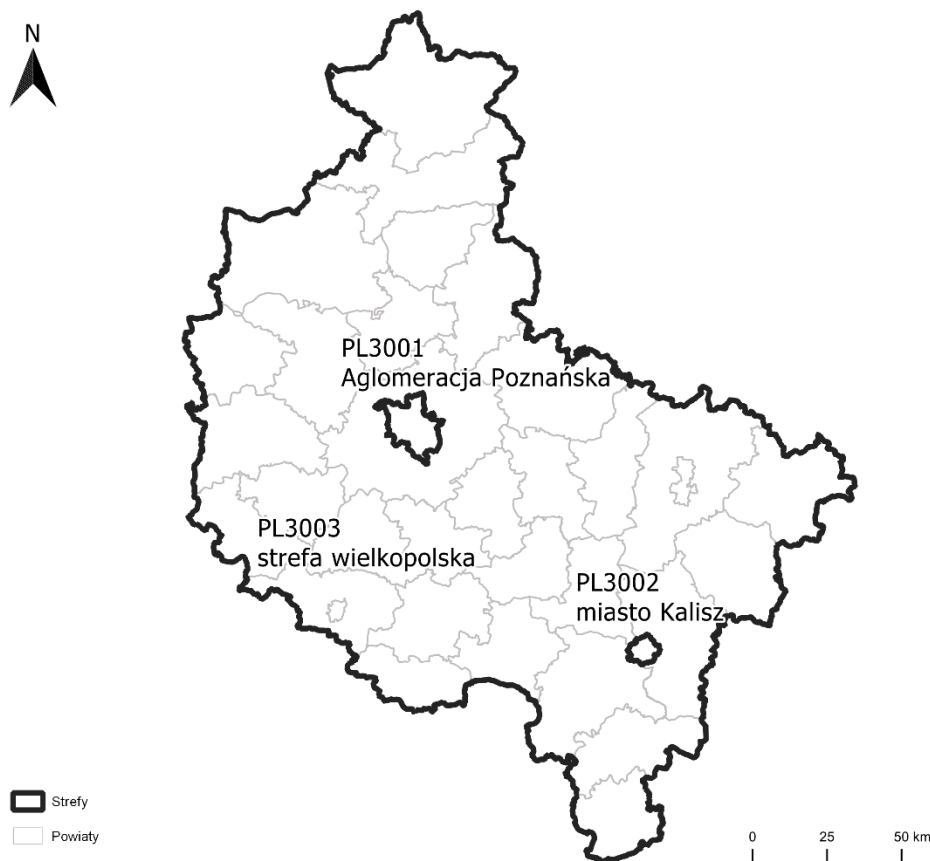 N
PL3001
Aglomeracja Poznańska
PL3003
strefa wielkopolska
PL3002
miasto Kalisz
Strefy
Powiaty
0 25 50 km